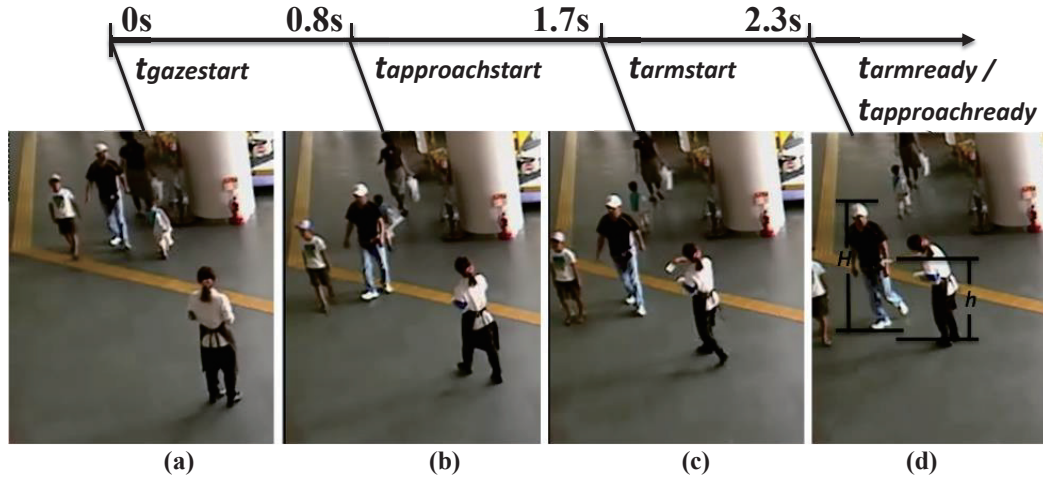 0s 0.8s 1.7s 2.3s
tgazestart tapproachstart tarmstart tarmready /
tapproachready
H h
(a) (b) (c) (d)